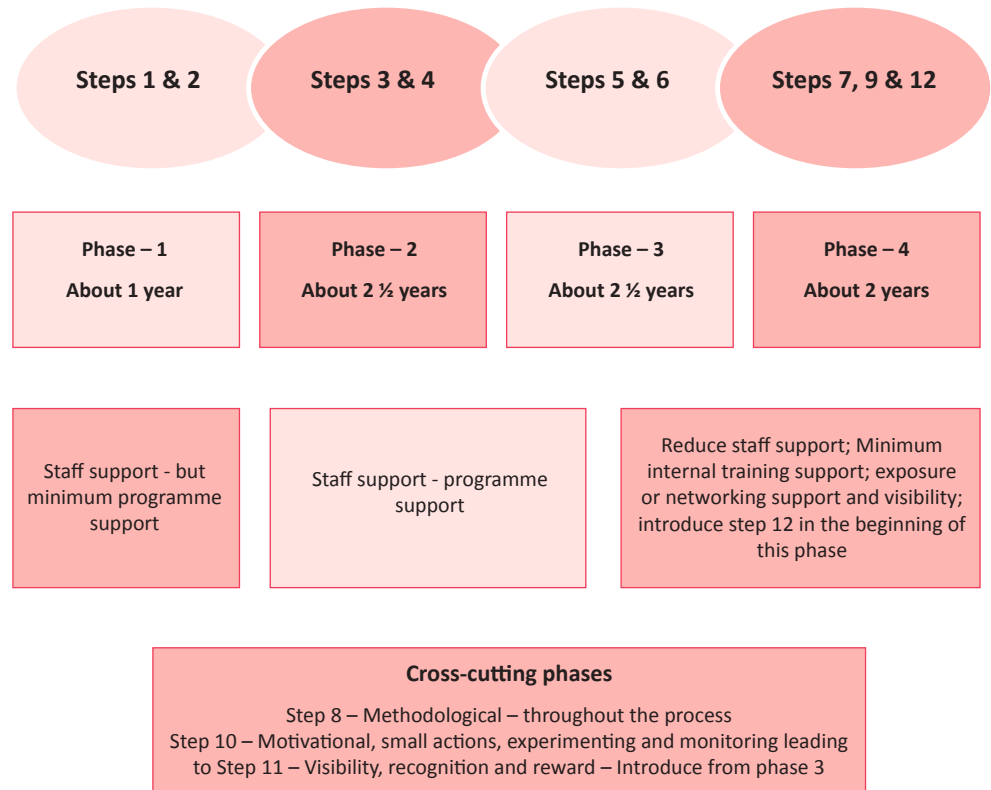 Steps 1 & 2
Steps 3 & 4
Steps 5 & 6
Steps 7, 9 & 12
Phase – 1
About 1 year
Phase – 2
About 2 ½ years
Phase – 3
About 2 ½ years
Phase – 4
About 2 years
Staff support - but
minimum programme
support
Staff support - programme
support
Reduce staff support; Minimum
internal training support; exposure
or networking support and visibility;
introduce step 12 in the beginning of
this phase
Cross-cutting phases
Step 8 – Methodological – throughout the process
Step 10 – Motivational, small actions, experimenting and monitoring leading
to Step 11 – Visibility, recognition and reward – Introduce from phase 3